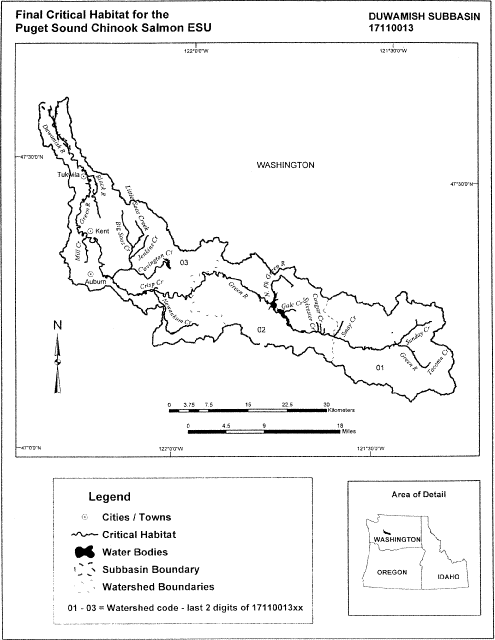 Final Critical Habitat for the
Puget Sound Chinook Salmon ESU
DUWAMISH SUBBASIN
17110013
122°0'0"W
121°30'0"W
47°30'0"N
47°30'0"N
WASHINGTON
Duwamish R
Tukwila
Black R
Green R
Kent
Mill Cr
Auburn
Little Soos Creek
Big Soos Cr
Jenkins Cr
Covington Cr
Crisp Cr
Newaukum Cr
03
Green R
N. Fk Green R
Gale Cr
Cougar Cr
Sylvester Cr
Smay Cr
Sunday Cr
Green R
Tacoma Cr
02
01
N
0 3.75 7.5 15 22.5 30
Kilometers
0 4.5 9 18
Miles
47°0'0"N
122°0'0"W
121°30'0"W
Legend
Cities / Towns
Critical Habitat
Water Bodies
Subbasin Boundary
Watershed Boundaries
01 - 03 = Watershed code - last 2 digits of 17110013xx
Area of Detail
WASHINGTON
OREGON
IDAHO